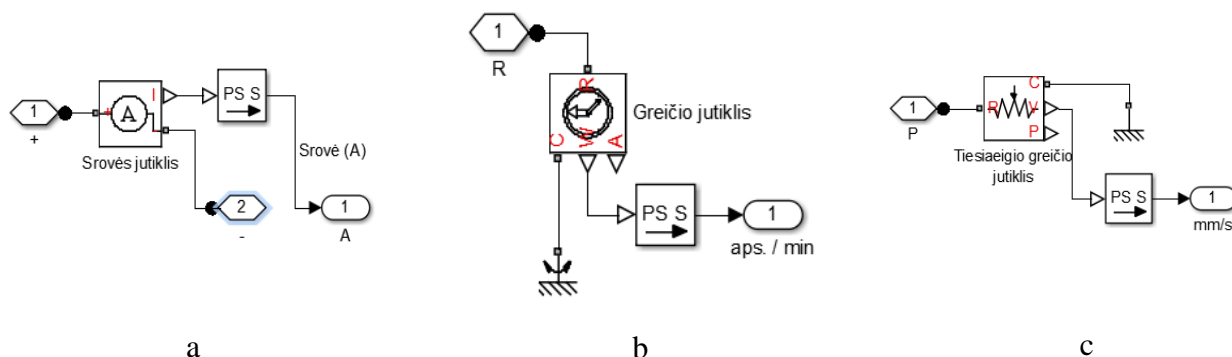 1
+
+
A
I
-
Srovės jutiklis
PS S
Srovė (A)
2
-
1
A
a
1
R
R
C
W
A
Greičio jutiklis
PS S
1
aps. / min
b
1
P
R
C
V
P
Tiesiaeigio greičio
jutiklis
PS S
1
mm/s
c